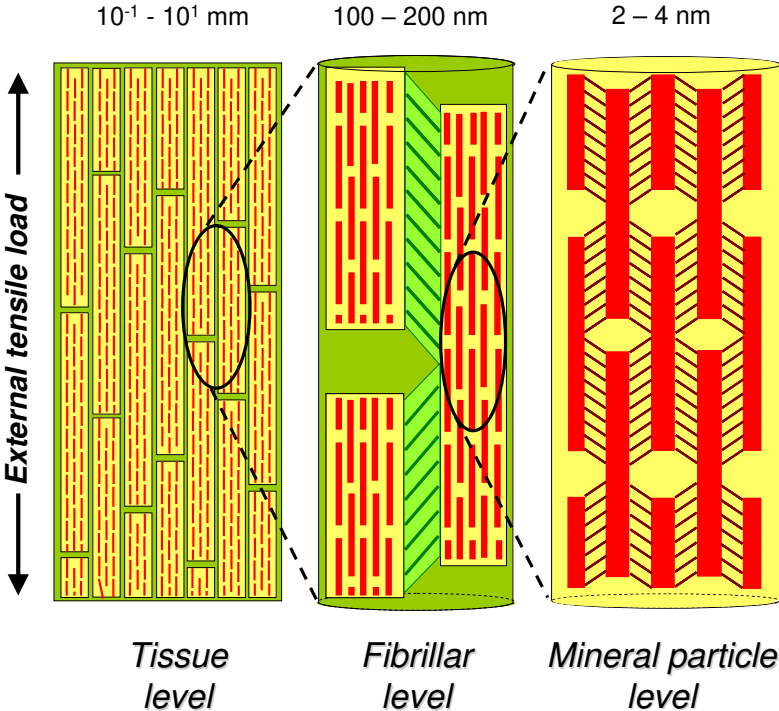 10⁻¹ - 10¹ mm
100 – 200 nm
2 – 4 nm
External tensile load
Tissue
level
Fibrillar
level
Mineral particle
level